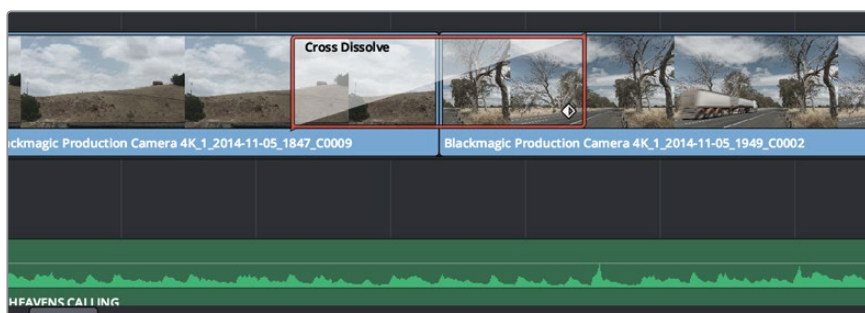 Cross Dissolve
ackmagic Production Camera 4K_1_2014-11-05_1847_C0009
Blackmagic Production Camera 4K_1_2014-11-05_1949_C0002
HEAVENS CALLING